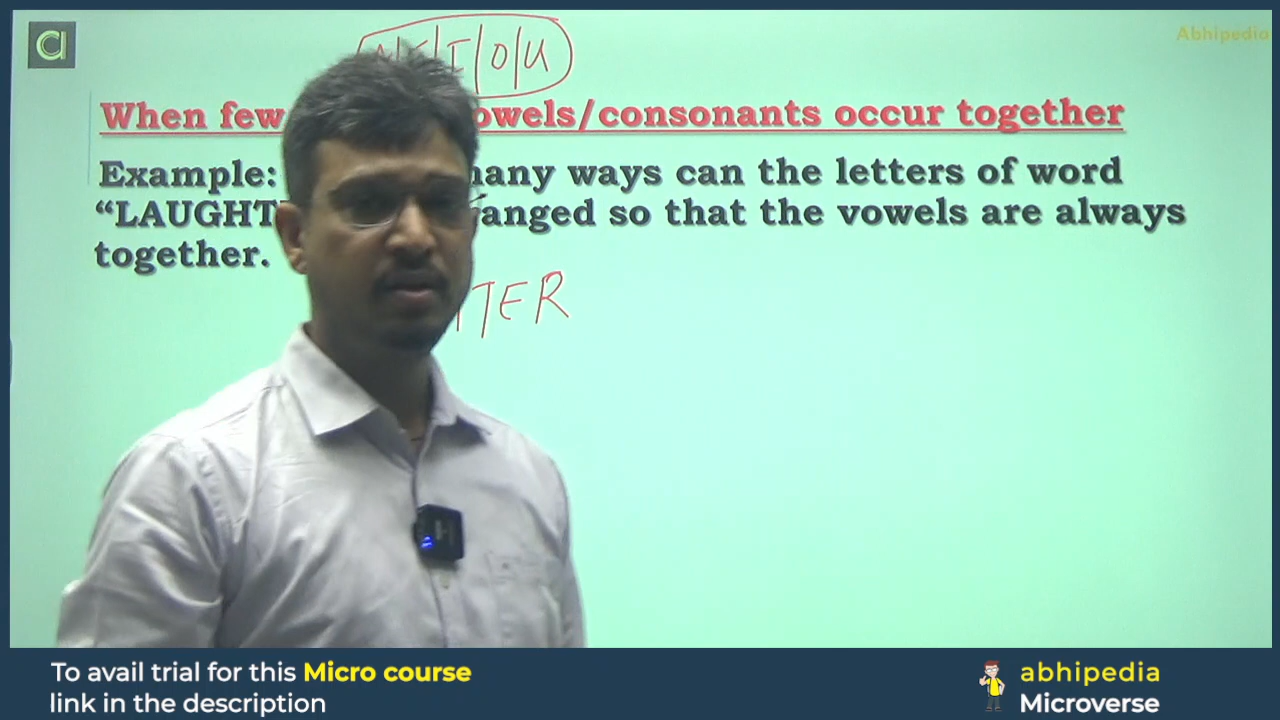 Abhipedia
I/O/U
When few owels/consonants occur together
Example: many ways can the letters of word
“LAUGHT anged so that the vowels are always
together.
TER
To avail trial for this Micro course
link in the description
abhipedia
Microverse